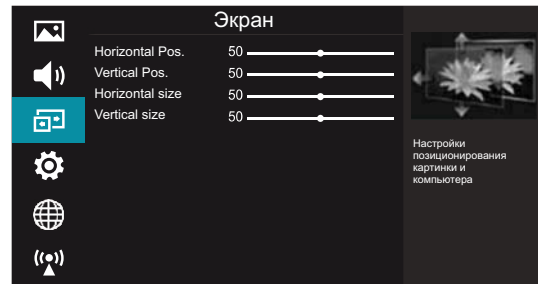 Экран
Horizontal Pos. 50
Vertical Pos. 50
Horizontal size 50
Vertical size 50
Настройки
позиционирования
картинки и
компьютера